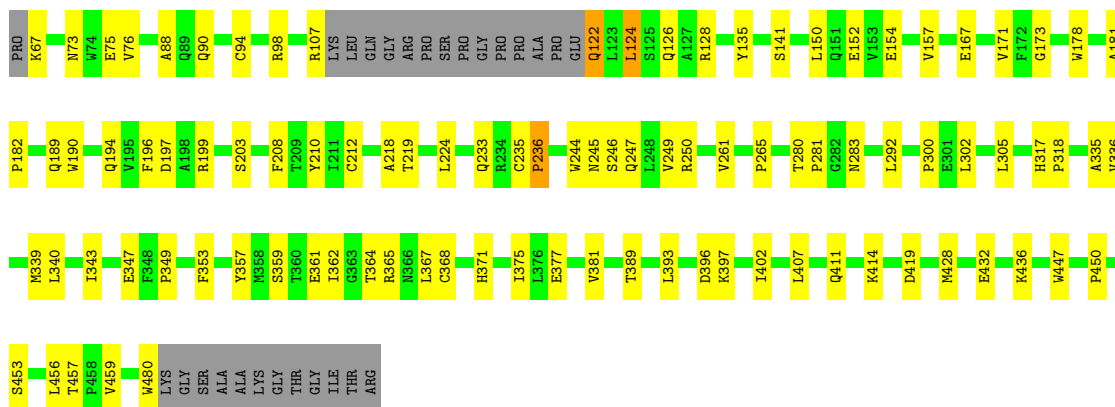 PRO K67 N73 W74 E75 V76 A88 Q89 Q90 C94 R98 R107 LYS LEU GLN GLY ARG PRO SER PRO GLY PRO PRO ALA PRO GLU Q122 L123 L124 S125 Q126 A127 R128 Y135 S141 L150 Q151 E152 V153 E154 V157 E167 V171 F172 G173 W178 A181
P182 Q189 W190 Q194 V195 F196 D197 A198 R199 S203 F208 T209 Y210 I211 C212 A218 T219 L224 Q233 R234 C235 P236 W244 N245 S246 Q247 L248 V249 R250 V261 P265 T280 P281 G282 N283 L292 P300 E301 L302 L305 H317 P318 A335
M339 L340 I343 E347 F348 P349 F353 Y357 M358 S359 T360 E361 I362 G363 T364 R365 N366 L367 C368 H371 I375 L376 E377 V381 T389 L393 D396 K397 I402 L407 Q411 K414 D419 M428 E432 K436 W447 P450
S453 L456 T457 P458 V459 W480 LYS GLY SER ALA ALA LYS GLY THR GLY ILE THR ARG